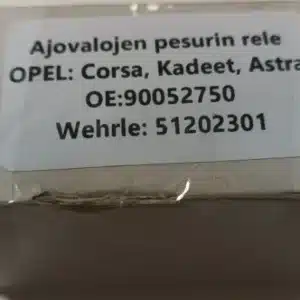 Ajovalojen pesurin rele
OPEL: Corsa, Kadeet, Astra
OE:90052750
Wehrle: 51202301